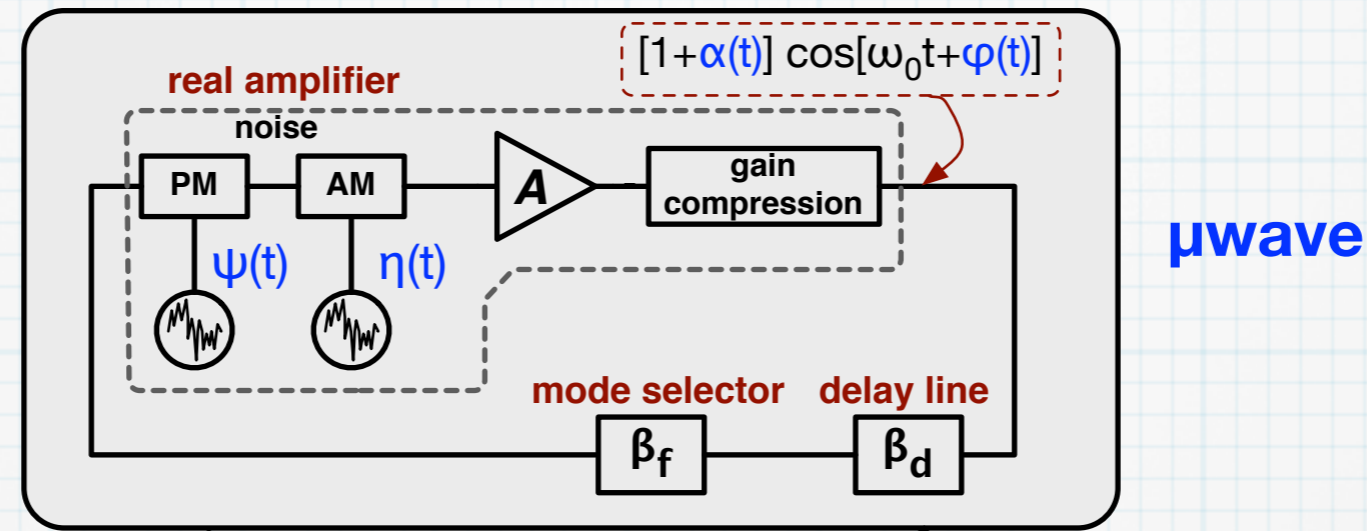 [1+α(t)] cos[ω₀t+φ(t)]
real amplifier
noise
PM
AM
A
gain
compression
ψ(t)
η(t)
μwave
mode selector
delay line
βf
βd